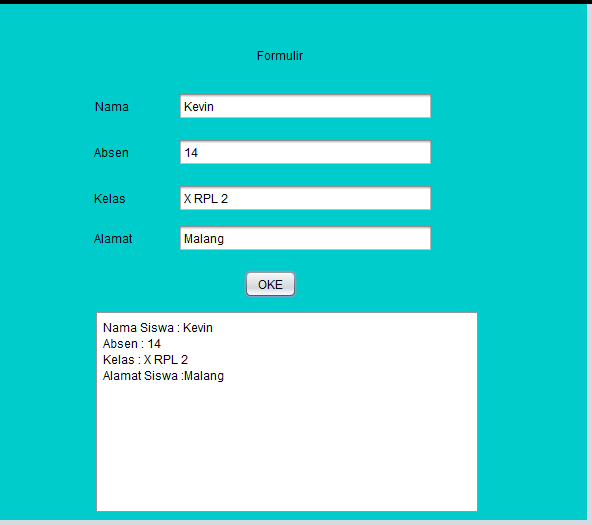 Formulir
Nama Kevin
Absen 14
Kelas X RPL 2
Alamat Malang
OKE
Nama Siswa : Kevin
Absen : 14
Kelas : X RPL 2
Alamat Siswa :Malang